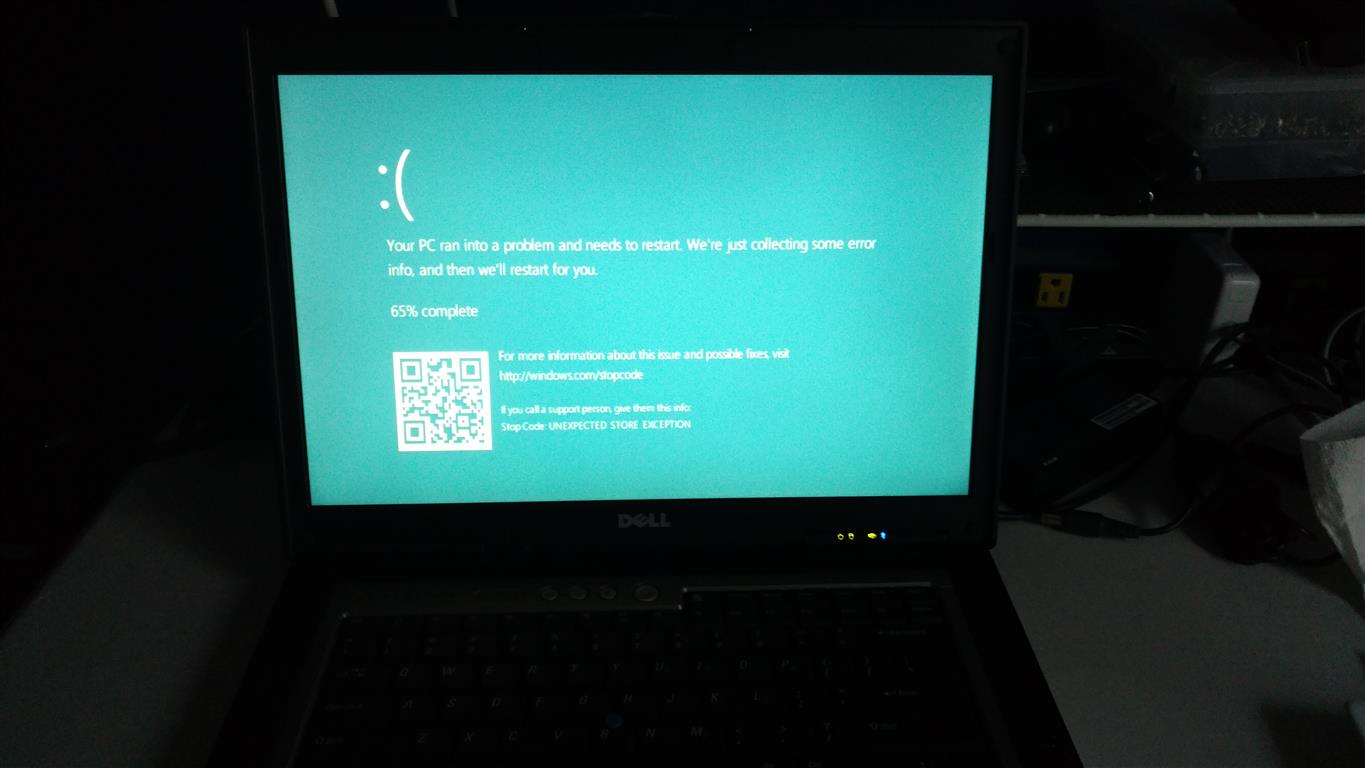 :(
Your PC ran into a problem and needs to restart. We're just collecting some error
info, and then we'll restart for you.
65% complete
For more information about this issue and possible fixes, visit
http://windows.com/stopcode
If you call a support person, give them this info:
Stop Code: UNEXPECTED STORE EXCEPTION
DELL
Q W E R T Y U I O P
A S D F G H J K L
Z X C V B N M